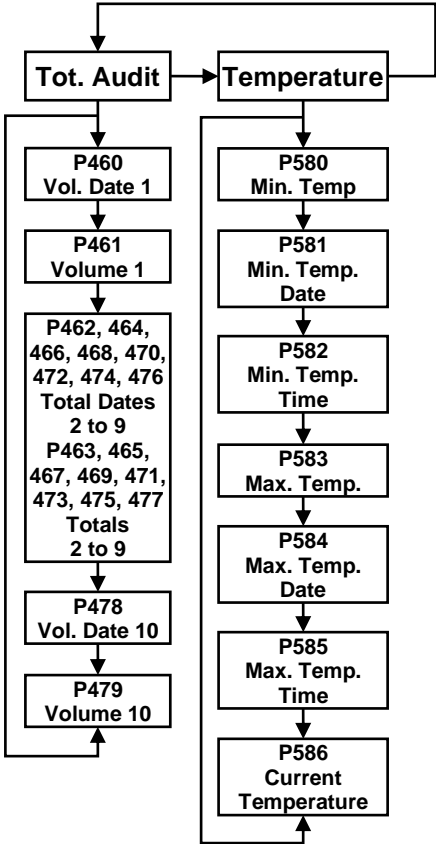 Tot. Audit
Temperature
P460
Vol. Date 1
P461
Volume 1
P462, 464,
466, 468, 470,
472, 474, 476
Total Dates
2 to 9
P463, 465,
467, 469, 471,
473, 475, 477
Totals
2 to 9
P478
Vol. Date 10
P479
Volume 10
P580
Min. Temp
P581
Min. Temp.
Date
P582
Min. Temp.
Time
P583
Max. Temp.
P584
Max. Temp.
Date
P585
Max. Temp.
Time
P586
Current
Temperature